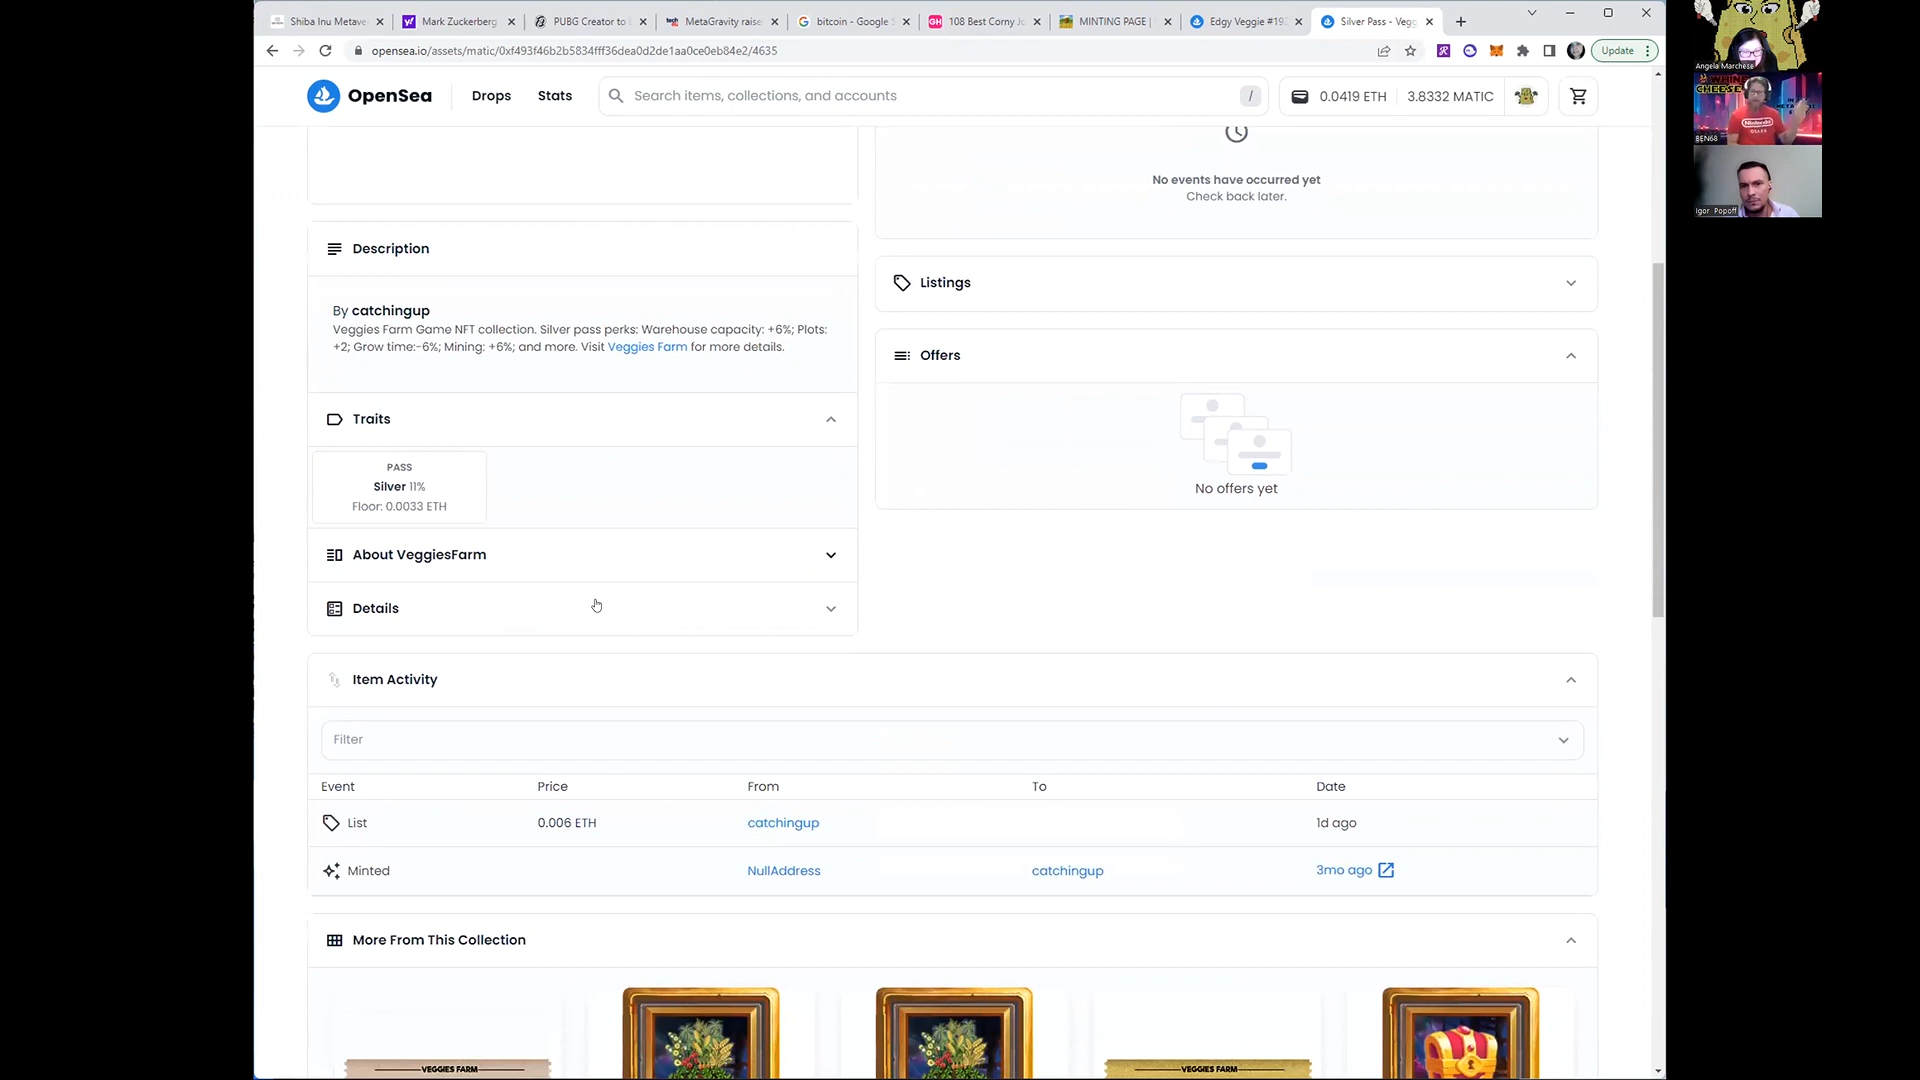 Shiba Inu Metave
Mark Zuckerberg
PUBG Creator to L
MetaGravity raise
bitcoin - Google S
108 Best Corny Jo
MINTING PAGE |
Edgy Veggie #19
Silver Pass - Vegg
opensea.io/assets/matic/0xf493f46b2b5834fff36dea0d2de1aa0ce0eb84e2/4635
Update
OpenSea
Drops
Stats
Search items, collections, and accounts
/
0.0419 ETH
3.8332 MATIC
No events have occurred yet
Check back later.
Description
By catchingup
Veggies Farm Game NFT collection. Silver pass perks: Warehouse capacity: +6%; Plots:
+2; Grow time:-6%; Mining: +6%; and more. Visit Veggies Farm for more details.
Listings
Offers
No offers yet
Traits
PASS
Silver 11%
Floor: 0.0033 ETH
About VeggiesFarm
Details
Item Activity
Filter
Event Price From To Date
List 0.006 ETH catchingup 1d ago
Minted NullAddress catchingup 3mo ago
More From This Collection
VEGGIES FARM
VEGGIES FARM
Angela Marchese
WHINE
CHEESE
Nintendo
BEN68
Igor Popoff